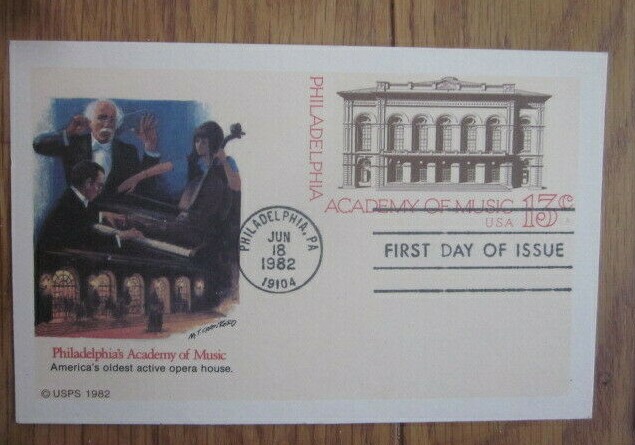 PHILADELPHIA
ACADEMY OF MUSIC 13¢
USA
PHILADELPHIA, PA
JUN
18
1982
19104
FIRST DAY OF ISSUE
Philadelphia's Academy of Music
America's oldest active opera house.
© USPS 1982